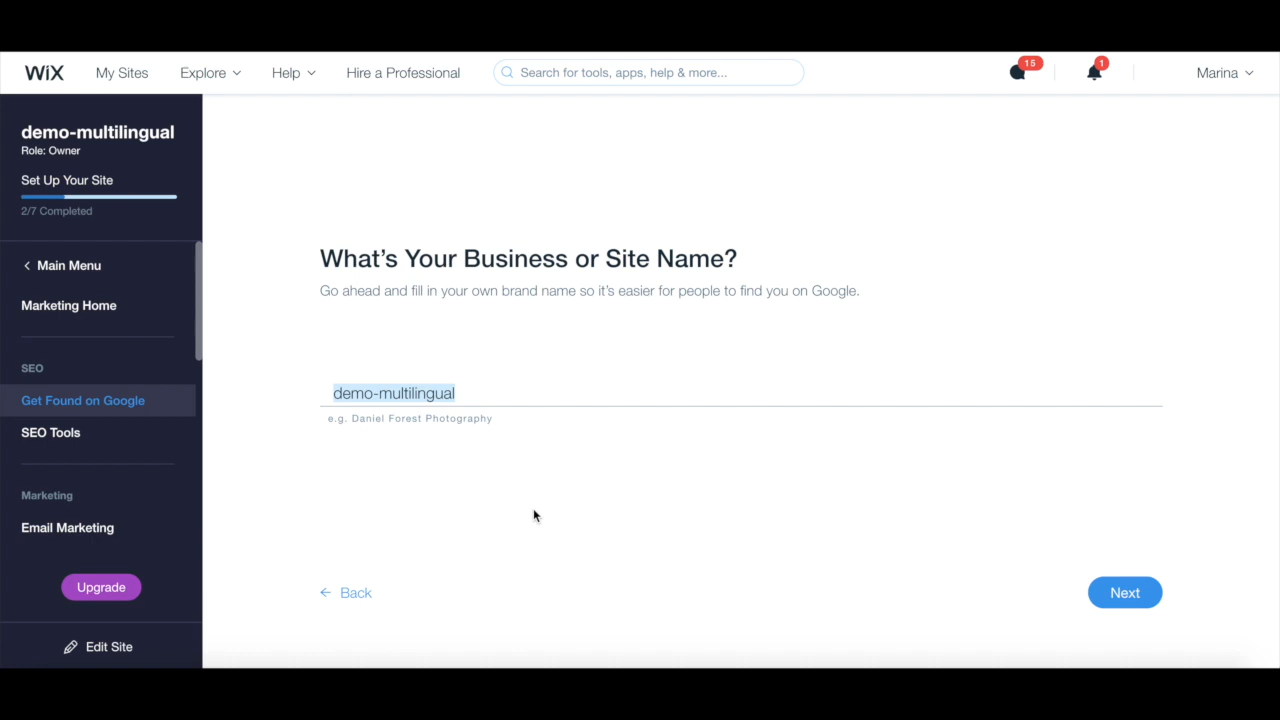 WiX My Sites Explore Help Hire a Professional Search for tools, apps, help & more... 15 1 Marina
demo-multilingual
Role: Owner
Set Up Your Site
2/7 Completed
Main Menu
Marketing Home
SEO
Get Found on Google
SEO Tools
Marketing
Email Marketing
Upgrade
Edit Site
What's Your Business or Site Name?
Go ahead and fill in your own brand name so it's easier for people to find you on Google.
demo-multilingual
e.g. Daniel Forest Photography
Back
Next